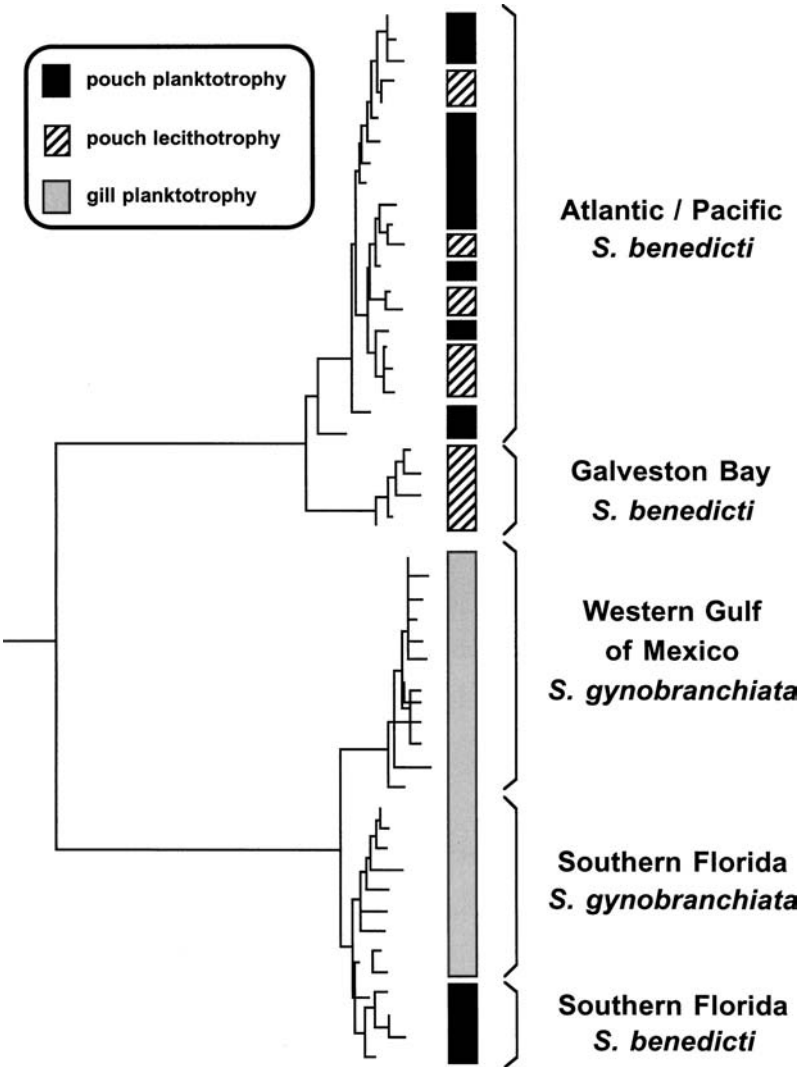 pouch planktotrophy
pouch lecithotrophy
gill planktotrophy
Atlantic / Pacific
S. benedicti
Galveston Bay
S. benedicti
Western Gulf
of Mexico
S. gynobranchiata
Southern Florida
S. gynobranchiata
Southern Florida
S. benedicti